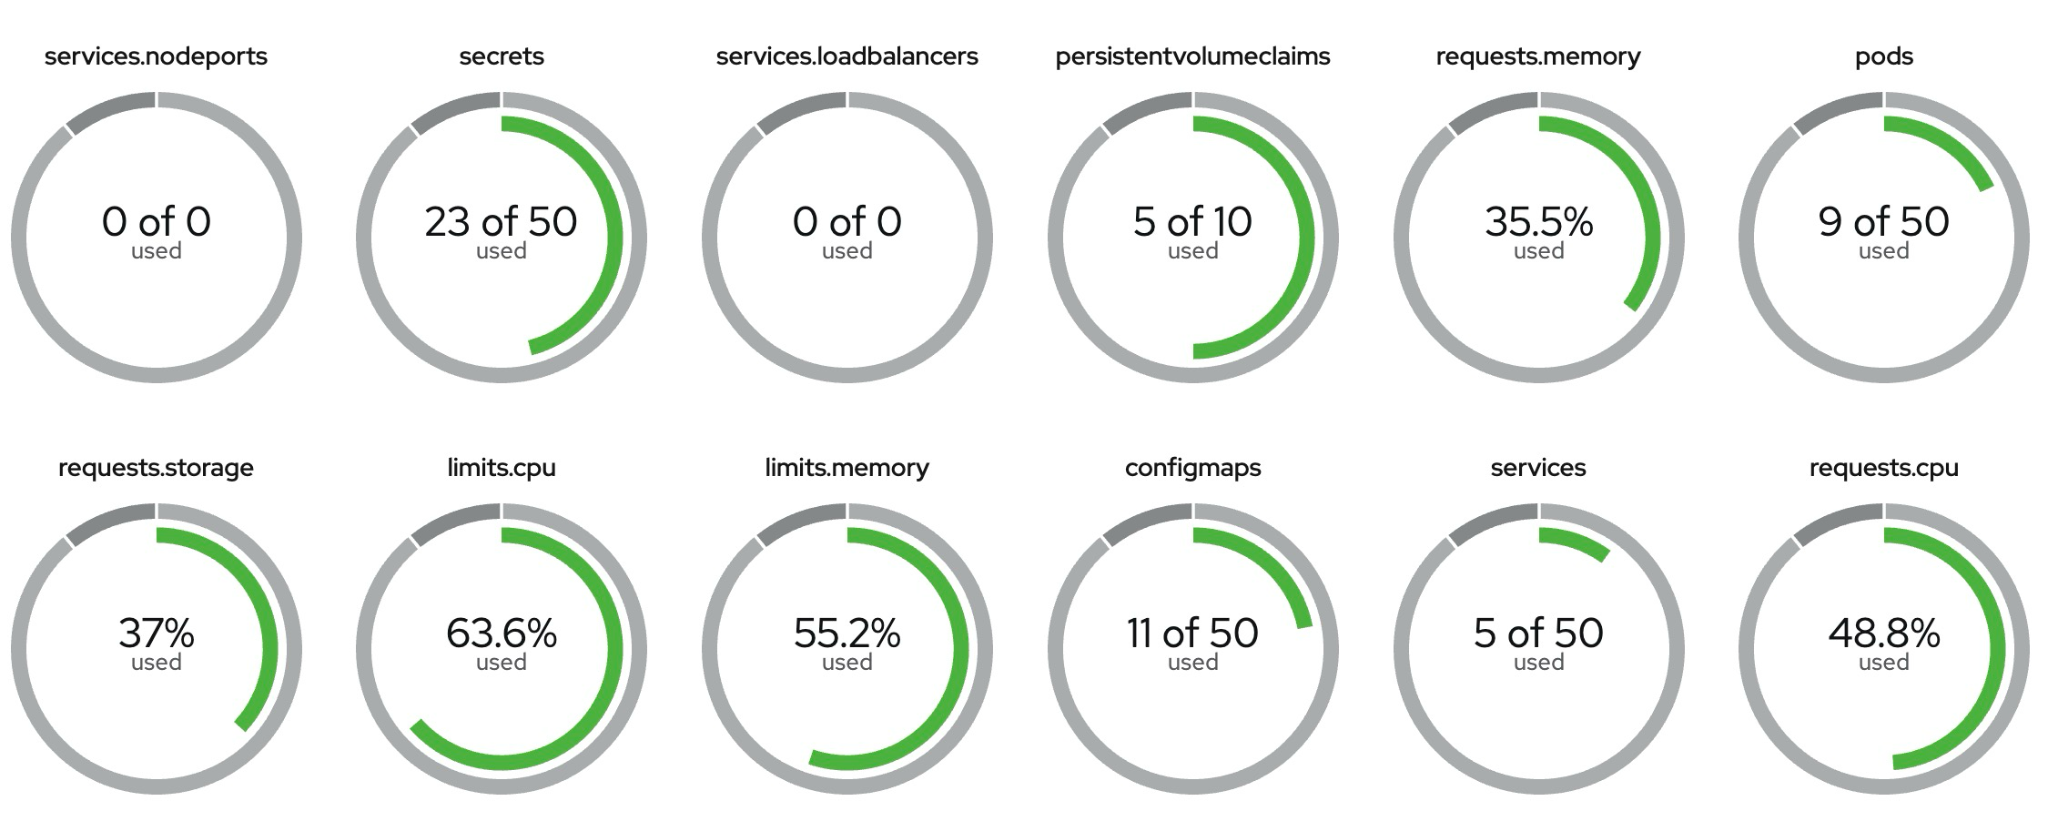 services.nodeports
0 of 0
used
secrets
23 of 50
used
services.loadbalancers
0 of 0
used
persistentvolumeclaims
5 of 10
used
requests.memory
35.5%
used
pods
9 of 50
used
requests.storage
37%
used
limits.cpu
63.6%
used
limits.memory
55.2%
used
configmaps
11 of 50
used
services
5 of 50
used
requests.cpu
48.8%
used